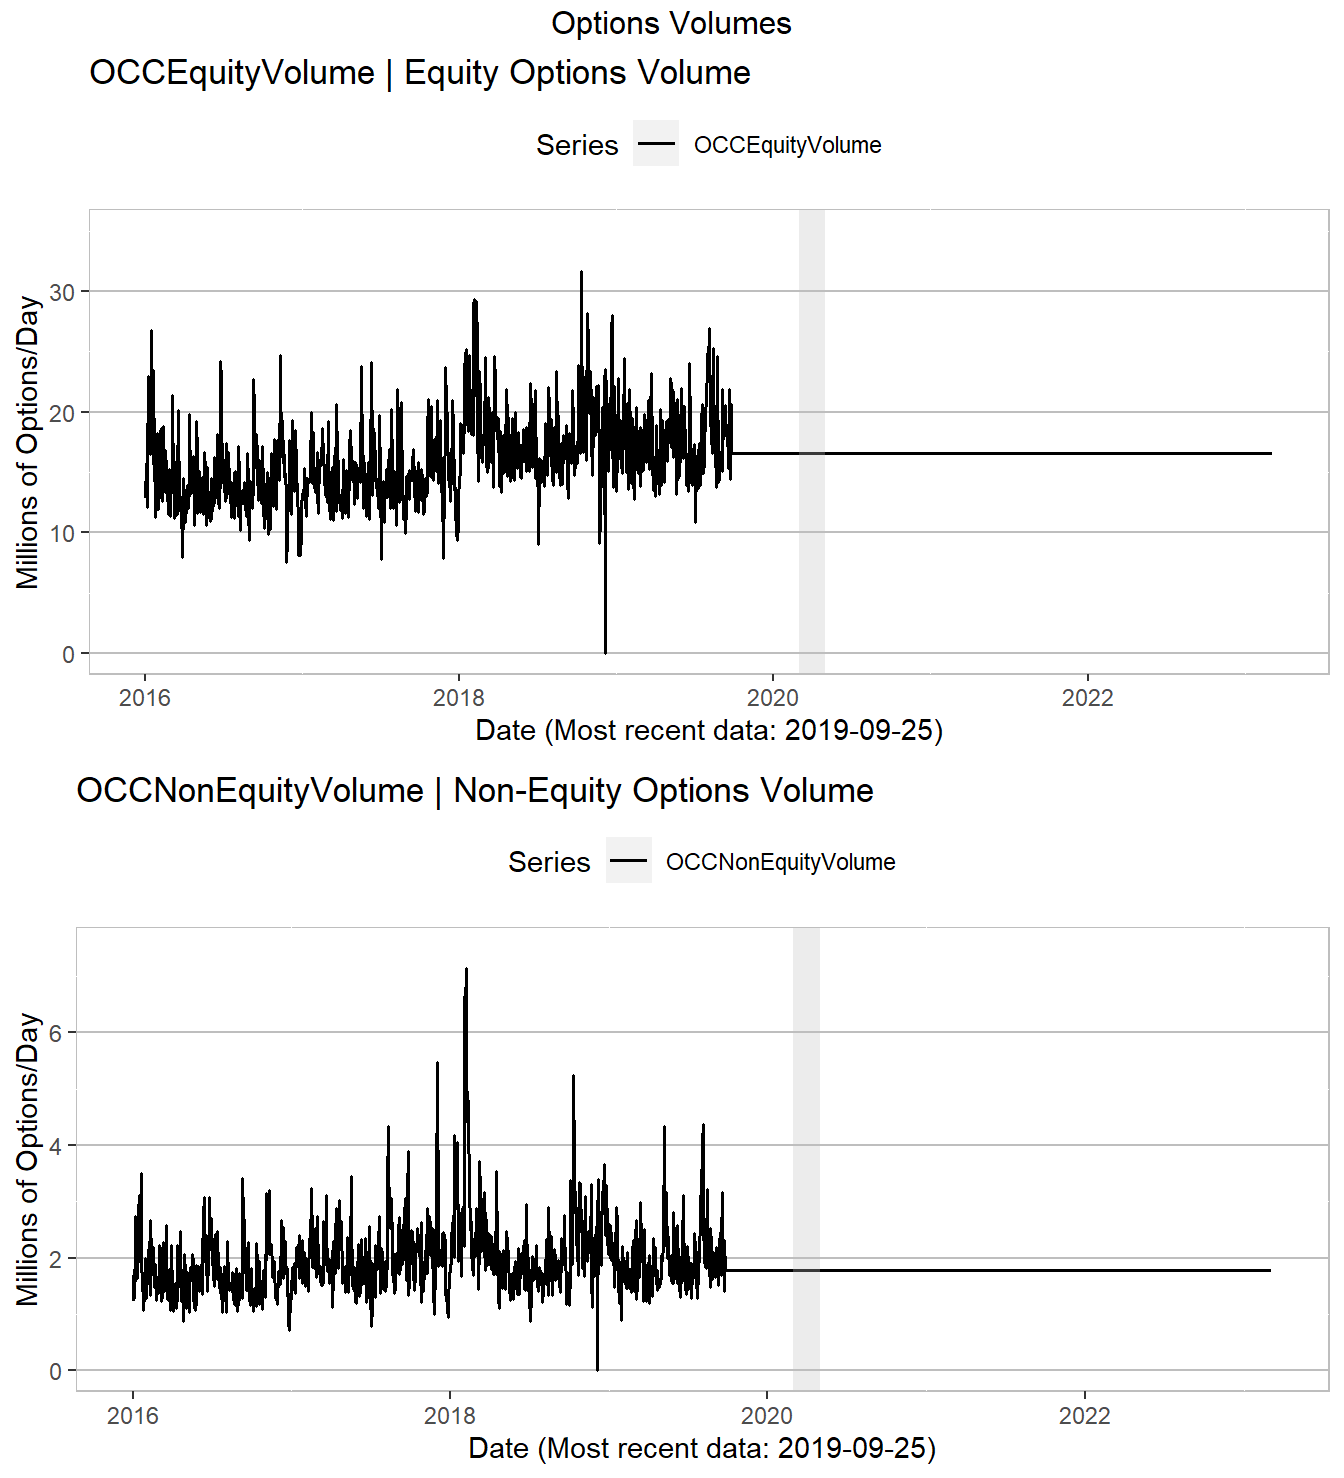 Options Volumes
OCCEquityVolume | Equity Options Volume
Series OCCEquityVolume
Millions of Options/Day
30
20
10
0
2016 2018 2020 2022
Date (Most recent data: 2019-09-25)
OCCNonEquityVolume | Non-Equity Options Volume
Series OCCNonEquityVolume
Millions of Options/Day
6
4
2
0
2016 2018 2020 2022
Date (Most recent data: 2019-09-25)